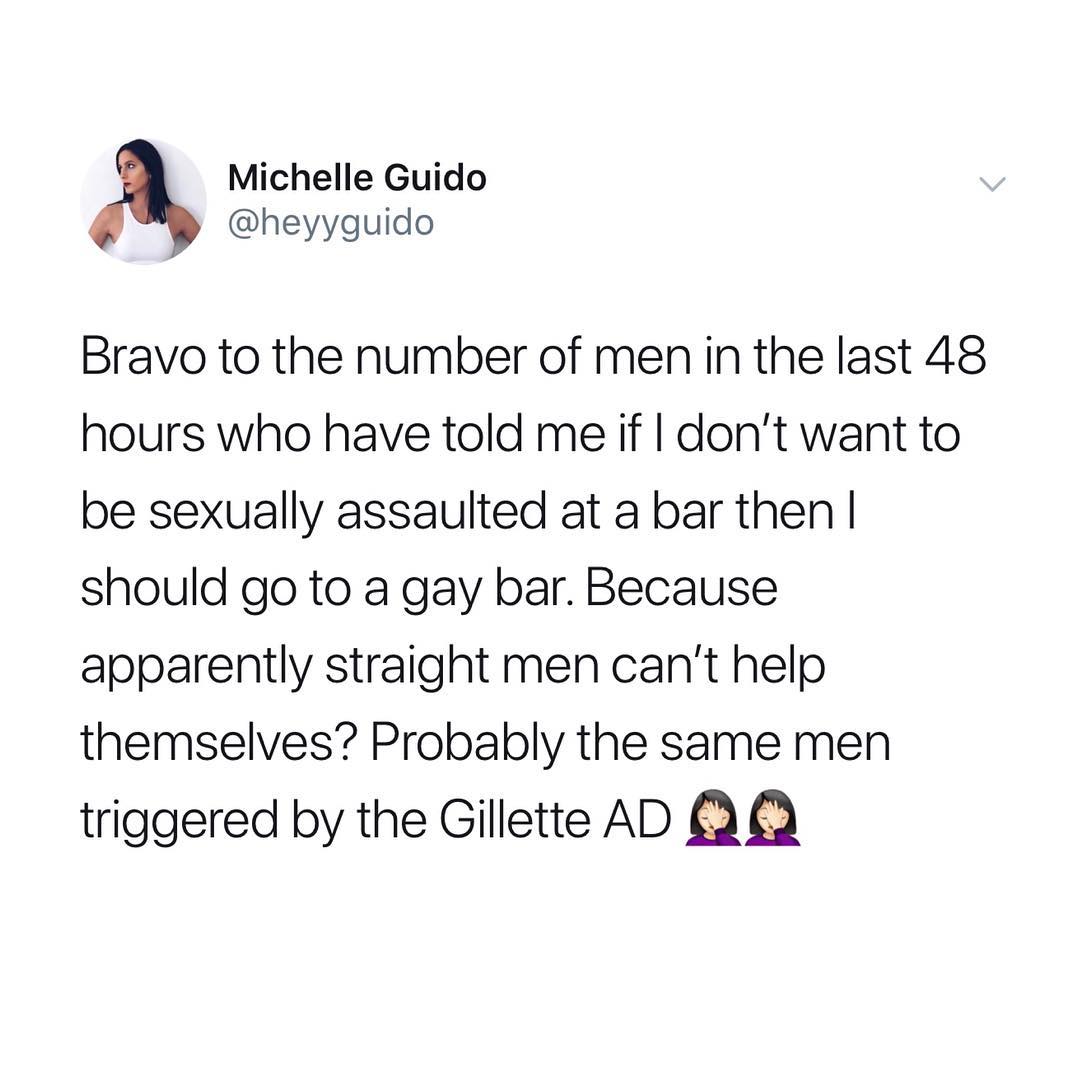 Michelle Guido
@heyyguido
Bravo to the number of men in the last 48
hours who have told me if I don’t want to
be sexually assaulted at a bar then I
should go to a gay bar. Because
apparently straight men can’t help
themselves? Probably the same men
triggered by the Gillette AD 🤦🏻‍♀️🤦🏻‍♀️